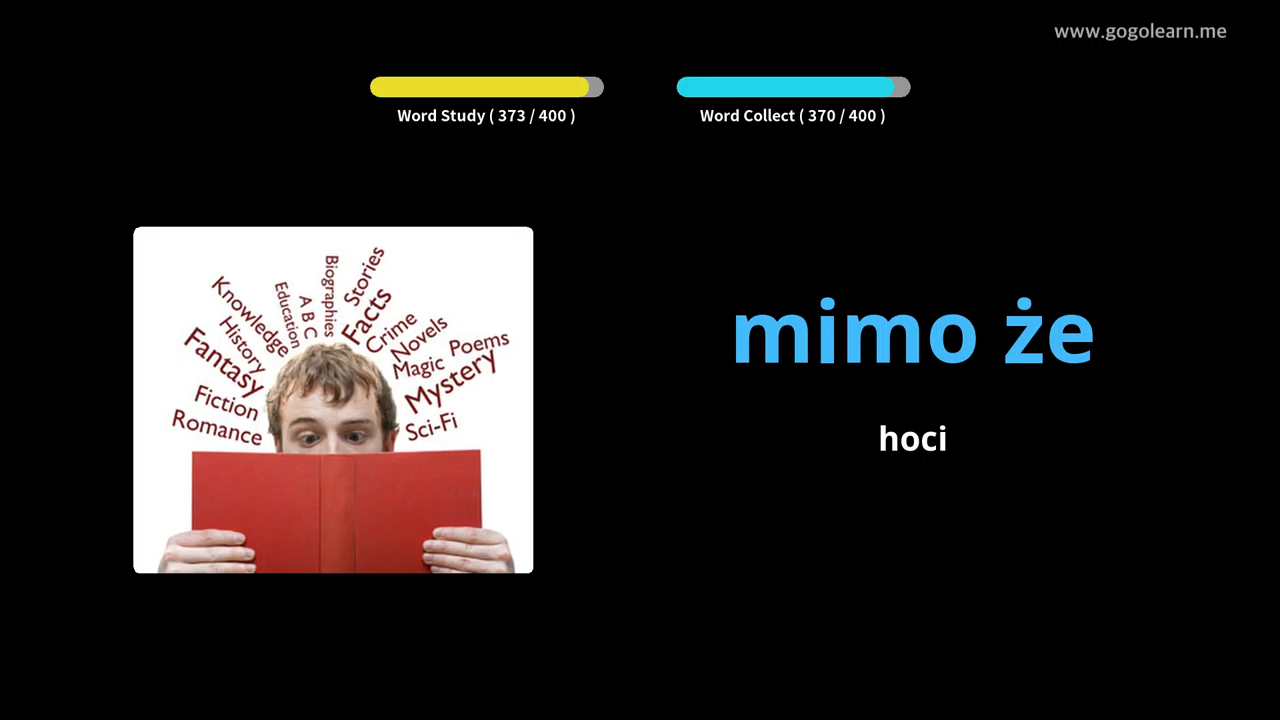 www.gogolearn.me
Word Study ( 373 / 400 )
Word Collect ( 370 / 400 )
Romance
Fiction
Fantasy
History
Knowledge
Education
A B C
Biographies
Stories
Facts
Crime
Novels
Magic
Poems
Mystery
Sci-Fi
mimo że
hoci